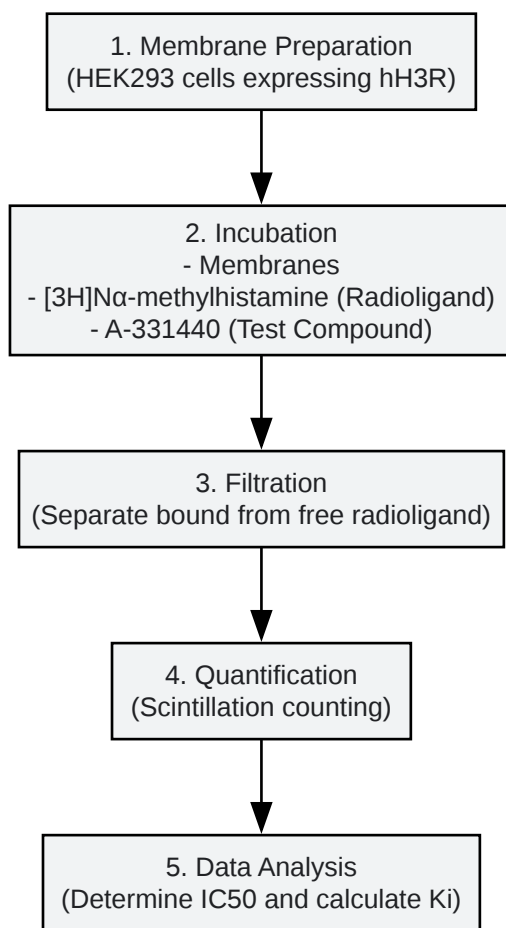 1. Membrane Preparation
(HEK293 cells expressing hH3R)
2. Incubation
- Membranes
- [3H]Nα-methylhistamine (Radioligand)
- A-331440 (Test Compound)
3. Filtration
(Separate bound from free radioligand)
4. Quantification
(Scintillation counting)
5. Data Analysis
(Determine IC50 and calculate Ki)